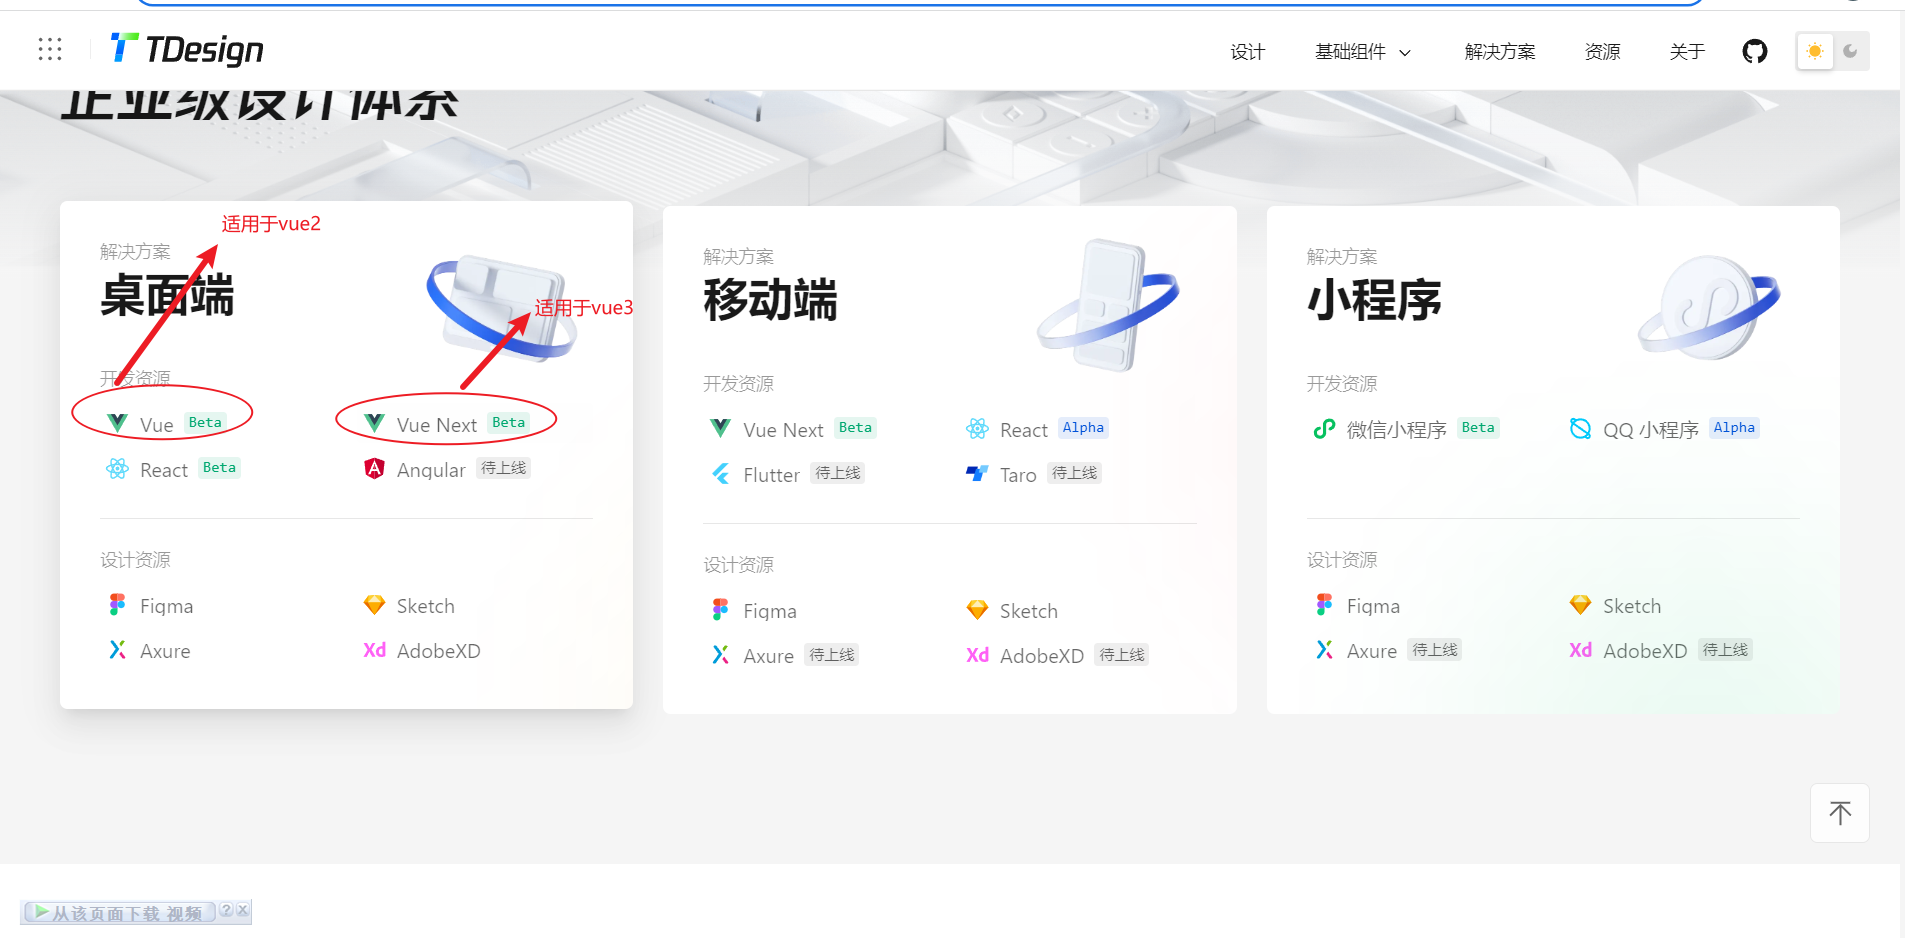 TDesign
设计 基础组件 解决方案 资源 关于
企业级设计体系
适用于vue2
解决方案
桌面端
适用于vue3
开发资源
Vue Beta
Vue Next Beta
React Beta
Angular 待上线
设计资源
Figma
Sketch
Axure
AdobeXD
解决方案
移动端
开发资源
Vue Next Beta
React Alpha
Flutter 待上线
Taro 待上线
设计资源
Figma
Sketch
Axure 待上线
Xd AdobeXD 待上线
解决方案
小程序
开发资源
微信小程序 Beta
QQ 小程序 Alpha
设计资源
Figma
Sketch
Axure 待上线
Xd AdobeXD 待上线
从该页面下载 视频 ? x